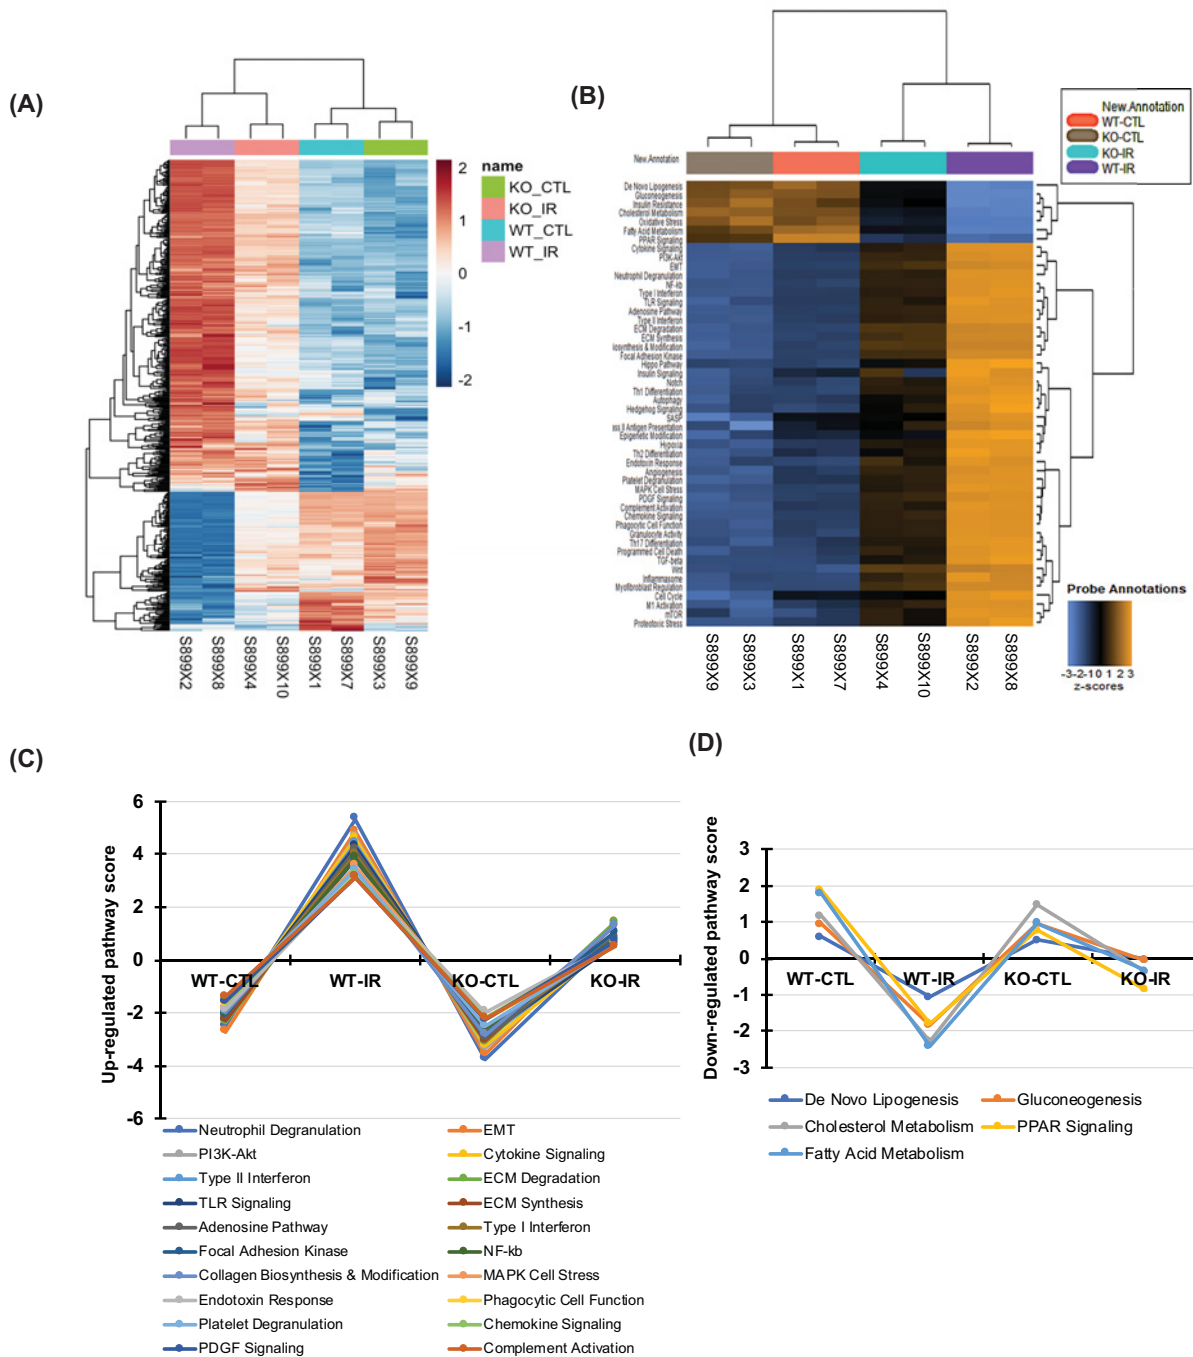 (A)
name
KO_CTL
KO_IR
WT_CTL
WT_IR
2
1
0
-1
-2
S899X2
S899X8
S899X4
S899X10
S899X1
S899X7
S899X3
S899X9
(B)
New.Annotation
WT-CTL
KO-CTL
KO-IR
WT-IR
New.Annotation
De Novo Lipogenesis
Gluconeogenesis
Insulin Resistance
Cholesterol Metabolism
Oxidative Stress
Fatty Acid Metabolism
PPAR Signaling
Cytokine Signaling
PI3K-Akt
EMT
Neutrophil Degranulation
NF-kb
Type I Interferon
TLR Signaling
Adenosine Pathway
Type II Interferon
ECM Degradation
ECM Synthesis
iosynthesis & Modification
Focal Adhesion Kinase
Hippo Pathway
Insulin Signaling
Notch
Th1 Differentiation
Autophagy
Hedgehog Signaling
SASP
ass II Antigen Presentation
Epigenetic Modification
Hypoxia
Th2 Differentiation
Endotoxin Response
Angiogenesis
Platelet Degranulation
MAPK Cell Stress
PDGF Signaling
Complement Activation
Chemokine Signaling
Phagocytic Cell Function
Granulocyte Activity
Th17 Differentiation
Programmed Cell Death
TGF-beta
Wnt
Inflammasome
Myofibroblast Regulation
Cell Cycle
M1 Activation
mTOR
Proteotoxic Stress
S899X9
S899X3
S899X1
S899X7
S899X4
S899X10
S899X2
S899X8
Probe Annotations
-3-2-1 0 1 2 3
z-scores
(C)
Up-regulated pathway score
6
4
2
0
-2
-4
-6
WT-CTL
WT-IR
KO-CTL
KO-IR
Neutrophil Degranulation
EMT
PI3K-Akt
Cytokine Signaling
Type II Interferon
ECM Degradation
TLR Signaling
ECM Synthesis
Adenosine Pathway
Type I Interferon
Focal Adhesion Kinase
NF-kb
Collagen Biosynthesis & Modification
MAPK Cell Stress
Endotoxin Response
Phagocytic Cell Function
Platelet Degranulation
Chemokine Signaling
PDGF Signaling
Complement Activation
(D)
Down-regulated pathway score
3
2
1
0
-1
-2
-3
WT-CTL
WT-IR
KO-CTL
KO-IR
De Novo Lipogenesis
Gluconeogenesis
Cholesterol Metabolism
PPAR Signaling
Fatty Acid Metabolism